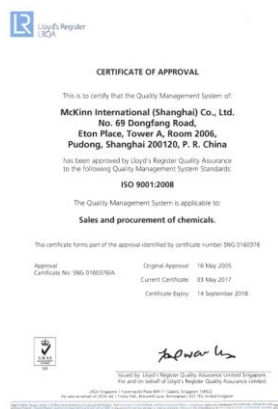 Lloyd's Register
LRQA
CERTIFICATE OF APPROVAL
This is to certify that the Quality Management System of:
McKinn International (Shanghai) Co., Ltd.
No. 69 Dongfang Road,
Eton Place, Tower A, Room 2006,
Pudong, Shanghai 200120, P. R. China
has been approved by Lloyd's Register Quality Assurance
to the following Quality Management System Standards:
ISO 9001:2008
The Quality Management System is applicable to:
Sales and procurement of chemicals.
This certificate forms part of the approval identified by certificate number SNG 0160376
Approval
Certificate No: SNG 0160376/A
Original Approval: 16 May 2005
Current Certificate: 03 May 2017
Certificate Expiry: 14 September 2018
UKAS
Issued by: Lloyd's Register Quality Assurance Limited Singapore
For and on behalf of Lloyd's Register Quality Assurance Limited